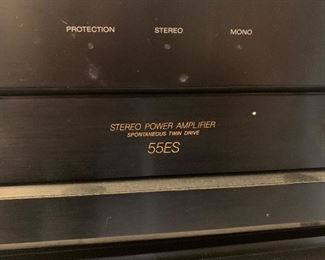 PROTECTION STEREO MONO
STEREO POWER AMPLIFIER
SPONTANEOUS TWIN DRIVE
55ES